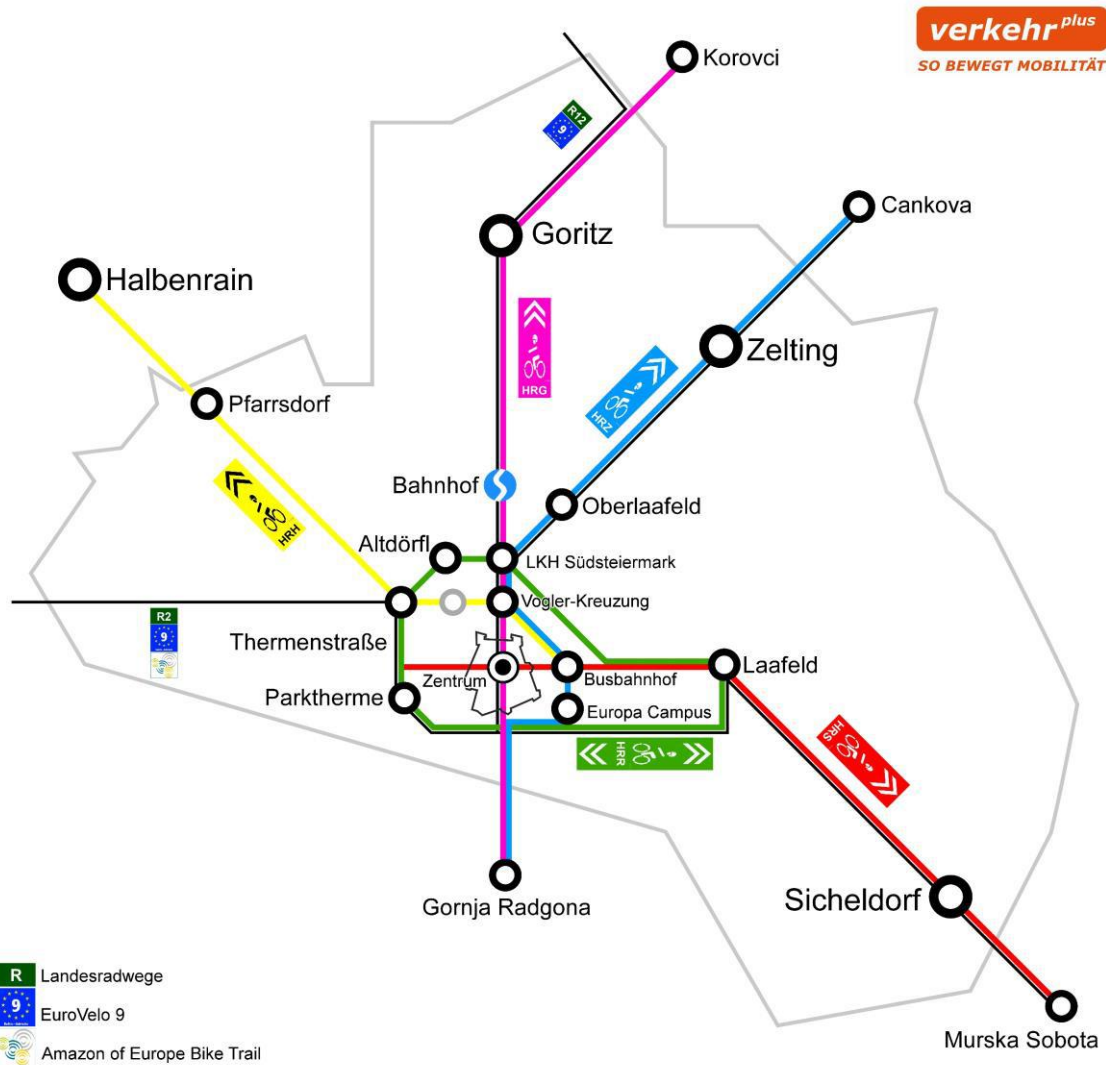 verkehr plus
SO BEWEGT MOBILITÄT
Korovci
R12
9
Cankova
Goritz
Halbenrain
HRG
Zelting
HRZ
Pfarrsdorf
HRH
Bahnhof
Oberlaafeld
Altdörfl
LKH Südsteiermark
Vogler-Kreuzung
R2
9
Thermenstraße
Laafeld
Zentrum
Busbahnhof
Parktherme
Europa Campus
HRS
HRR
Sicheldorf
Gornja Radgona
R Landesradwege
9 EuroVelo 9
Amazon of Europe Bike Trail
Murska Sobota